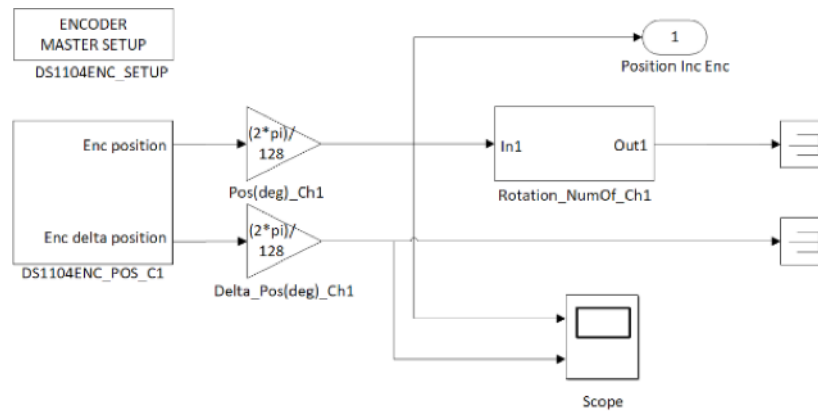 ENCODER
MASTER SETUP
DS1104ENC_SETUP
1
Position Inc Enc
Enc position
Enc delta position
DS1104ENC_POS_C1
(2*pi)/
128
Pos(deg)_Ch1
In1
Out1
Rotation_NumOf_Ch1
(2*pi)/
128
Delta_Pos(deg)_Ch1
Scope